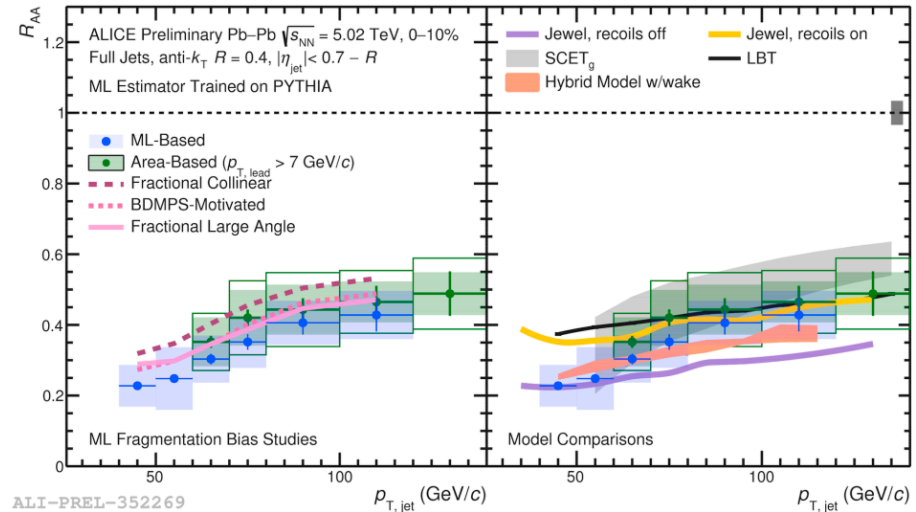 R_AA
1.2
1
0.8
0.6
0.4
0.2
0
ALICE Preliminary Pb–Pb √s_NN = 5.02 TeV, 0–10%
Full Jets, anti-k_T R = 0.4, |η_jet| < 0.7 – R
ML Estimator Trained on PYTHIA
ML-Based
Area-Based (p_T, lead > 7 GeV/c)
Fractional Collinear
BDMPS-Motivated
Fractional Large Angle
ML Fragmentation Bias Studies
50
100
p_T, jet (GeV/c)
Jewel, recoils off
Jewel, recoils on
SCET_g
LBT
Hybrid Model w/wake
Model Comparisons
50
100
p_T, jet (GeV/c)
ALI-PREL-352269